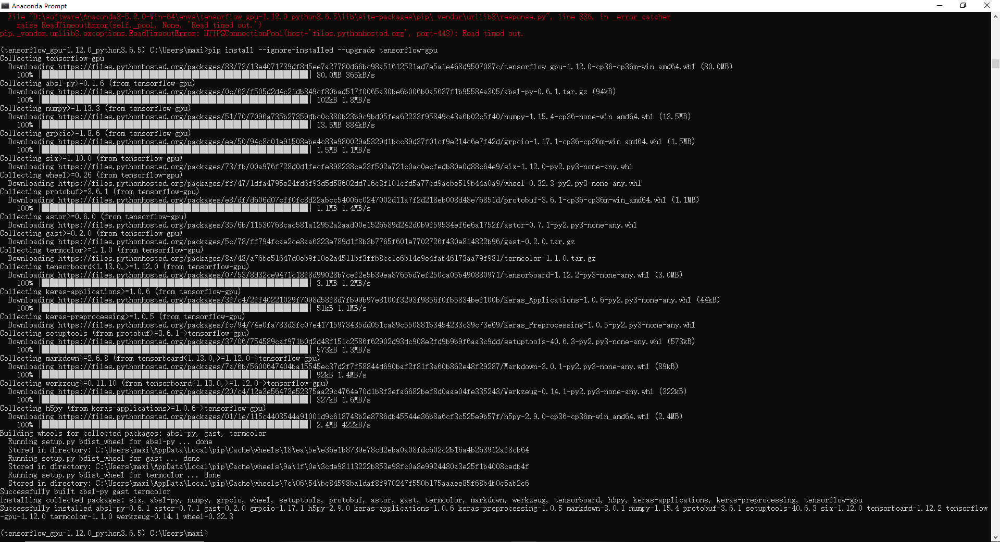 Anaconda Prompt
File "D:\software\Anaconda3-5.2.0-Win-64\envs\tensorflow_gpu-1.12.0_python3.6.5\lib\site-packages\pip\_vendor\urllib3\response.py", line 336, in _error_catcher
raise ReadTimeoutError(self._pool, None, 'Read timed out.')
pip._vendor.urllib3.exceptions.ReadTimeoutError: HTTPSConnectionPool(host='files.pythonhosted.org', port=443): Read timed out.
(tensorflow_gpu-1.12.0_python3.6.5) C:\Users\maxi>pip install --ignore-installed --upgrade tensorflow-gpu
Collecting tensorflow-gpu
Downloading https://files.pythonhosted.org/packages/88/73/13e4071739df8d5ee7a27780d66bc98a51612521ad7e5a1e468d9507087c/tensorflow_gpu-1.12.0-cp36-cp36m-win_amd64.whl (80.0MB)
100% | | 80.0MB 365kB/s
Collecting absl-py>=0.1.6 (from tensorflow-gpu)
Downloading https://files.pythonhosted.org/packages/0c/63/f505d2d4c21db849cf80bad517f0065a30be6b006b0a5637f1b95584a305/absl-py-0.6.1.tar.gz (94kB)
100% | | 102kB 1.8MB/s
Collecting numpy>=1.13.3 (from tensorflow-gpu)
Downloading https://files.pythonhosted.org/packages/51/70/7096a735b27359dbc0c380b23b9c9bd05fea62233f95849c43a6b02c5f40/numpy-1.15.4-cp36-none-win_amd64.whl (13.5MB)
100% | | 13.5MB 884kB/s
Collecting grpcio>=1.8.6 (from tensorflow-gpu)
Downloading https://files.pythonhosted.org/packages/ee/50/94c8c01e91508ebe4c83e980029a5329d1bcc89d37f01cf9e214c6e7f42d/grpcio-1.17.1-cp36-cp36m-win_amd64.whl (1.5MB)
100% | | 1.5MB 1.1MB/s
Collecting six>=1.10.0 (from tensorflow-gpu)
Downloading https://files.pythonhosted.org/packages/73/fb/00a976f728d0d1fecfe898238ce23f502a721c0ac0ecfedb80e0d88c64e9/six-1.12.0-py2.py3-none-any.whl
Collecting wheel>=0.26 (from tensorflow-gpu)
Downloading https://files.pythonhosted.org/packages/ff/47/1dfa4795e24fd6f93d5d58602dd716c3f101cfd5a77cd9acbe519b44a0a9/wheel-0.32.3-py2.py3-none-any.whl
Collecting protobuf>=3.6.1 (from tensorflow-gpu)
Downloading https://files.pythonhosted.org/packages/e8/df/d606d07cff0fc8d22abcc54006c0247002d11a7f2d218eb008d48e76851d/protobuf-3.6.1-cp36-cp36m-win_amd64.whl (1.1MB)
100% | | 1.1MB 1.4MB/s
Collecting astor>=0.6.0 (from tensorflow-gpu)
Downloading https://files.pythonhosted.org/packages/35/6b/11530768cac581a12952a2aad00e1526b89d242d0b9f59534ef6e6a1752f/astor-0.7.1-py2.py3-none-any.whl
Collecting gast>=0.2.0 (from tensorflow-gpu)
Downloading https://files.pythonhosted.org/packages/5c/78/ff794fcae2ce8aa6323e789d1f8b3b7765f601e7702726f430e814822b96/gast-0.2.0.tar.gz
Collecting termcolor>=1.1.0 (from tensorflow-gpu)
Downloading https://files.pythonhosted.org/packages/8a/48/a76be51647d0eb9f10e2a4511bf3ffb8cc1e6b14e9e4fab46173aa79f981/termcolor-1.1.0.tar.gz
Collecting tensorboard<1.13.0,>=1.12.0 (from tensorflow-gpu)
Downloading https://files.pythonhosted.org/packages/07/53/8d32ce9471c18f8d99028b7cef2e5b39ea8765bd7ef250ca05b490880971/tensorboard-1.12.2-py3-none-any.whl (3.0MB)
100% | | 3.1MB 1.2MB/s
Collecting keras-applications>=1.0.6 (from tensorflow-gpu)
Downloading https://files.pythonhosted.org/packages/3f/c4/2ff40221029f7098d58f8d7fb99b97e8100f3293f9856f0fb5834bef100b/Keras_Applications-1.0.6-py2.py3-none-any.whl (44kB)
100% | | 51kB 1.1MB/s
Collecting keras-preprocessing>=1.0.5 (from tensorflow-gpu)
Downloading https://files.pythonhosted.org/packages/fc/94/74e0fa783d3fc07e41715973435dd051ca89c550881b3454233c39c73e69/Keras_Preprocessing-1.0.5-py2.py3-none-any.whl
Collecting setuptools (from protobuf>=3.6.1->tensorflow-gpu)
Downloading https://files.pythonhosted.org/packages/37/06/754589caf971b0d2d48f151c2586f62902d93dc908e2fd9b9b9f6aa3c9dd/setuptools-40.6.3-py2.py3-none-any.whl (573kB)
100% | | 573kB 1.3MB/s
Collecting markdown>=2.6.8 (from tensorboard<1.13.0,>=1.12.0->tensorflow-gpu)
Downloading https://files.pythonhosted.org/packages/7a/6b/5600647404ba15545ec37d2f7f58844d690baf2f81f3a60b862e48f29287/Markdown-3.0.1-py2.py3-none-any.whl (89kB)
100% | | 92kB 1.4MB/s
Collecting werkzeug>=0.11.10 (from tensorboard<1.13.0,>=1.12.0->tensorflow-gpu)
Downloading https://files.pythonhosted.org/packages/20/c4/12e3e56473e52375aa29c4764e70d1b8f3efa6682bef8d0aae04fe335243/Werkzeug-0.14.1-py2.py3-none-any.whl (322kB)
100% | | 327kB 1.6MB/s
Collecting h5py (from keras-applications>=1.0.6->tensorflow-gpu)
Downloading https://files.pythonhosted.org/packages/01/1e/115c4403544a91001d9c618748b2e8786db45544e36b8a6cf3c525e9b57f/h5py-2.9.0-cp36-cp36m-win_amd64.whl (2.4MB)
100% | | 2.4MB 422kB/s
Building wheels for collected packages: absl-py, gast, termcolor
Running setup.py bdist_wheel for absl-py ... done
Stored in directory: C:\Users\maxi\AppData\Local\pip\Cache\wheels\18\ea\5e\e36e1b8739e78cd2eba0a08fdc602c2b16a4b263912af8cb64
Running setup.py bdist_wheel for gast ... done
Stored in directory: C:\Users\maxi\AppData\Local\pip\Cache\wheels\9a\1f\0e\3cde98113222b853e98fc0a8e9924480a3e25f1b4008cedb4f
Running setup.py bdist_wheel for termcolor ... done
Stored in directory: C:\Users\maxi\AppData\Local\pip\Cache\wheels\7c\06\54\bc84598ba1daf8f970247f550b175aaaee85f68b4b0c5ab2c6
Successfully built absl-py gast termcolor
Installing collected packages: six, absl-py, numpy, grpcio, wheel, setuptools, protobuf, astor, gast, termcolor, markdown, werkzeug, tensorboard, h5py, keras-applications, keras-preprocessing, tensorflow-gpu
Successfully installed absl-py-0.6.1 astor-0.7.1 gast-0.2.0 grpcio-1.17.1 h5py-2.9.0 keras-applications-1.0.6 keras-preprocessing-1.0.5 markdown-3.0.1 numpy-1.15.4 protobuf-3.6.1 setuptools-40.6.3 six-1.12.0 tensorboard-1.12.2 tensorflow
-gpu-1.12.0 termcolor-1.1.0 werkzeug-0.14.1 wheel-0.32.3
(tensorflow_gpu-1.12.0_python3.6.5) C:\Users\maxi>